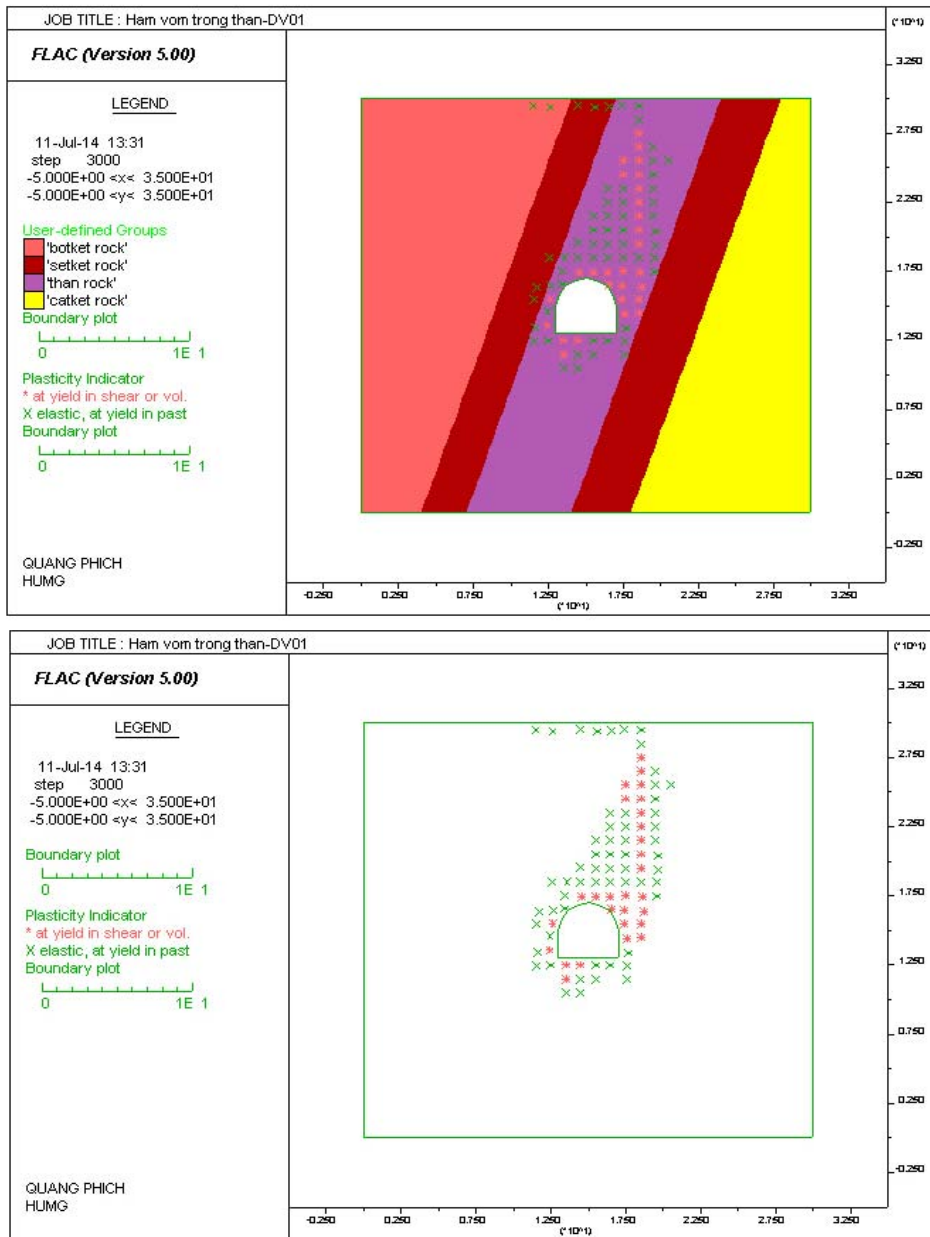 JOB TITLE : Ham vom trong than-DV01
(*10^1)
FLAC (Version 5.00)
LEGEND
11-Jul-14 13:31
step 3000
-5.000E+00 <x< 3.500E+01
-5.000E+00 <y< 3.500E+01
User-defined Groups
'botket rock'
'setket rock'
'than rock'
'catket rock'
Boundary plot
0 1E 1
Plasticity Indicator
* at yield in shear or vol.
X elastic, at yield in past
Boundary plot
0 1E 1
QUANG PHICH
HUMG
3.250
2.750
2.250
1.750
1.250
0.750
0.250
-0.250
-0.250 0.250 0.750 1.250 1.750 2.250 2.750 3.250
(*10^1)
JOB TITLE : Ham vom trong than-DV01
(*10^1)
FLAC (Version 5.00)
LEGEND
11-Jul-14 13:31
step 3000
-5.000E+00 <x< 3.500E+01
-5.000E+00 <y< 3.500E+01
Boundary plot
0 1E 1
Plasticity Indicator
* at yield in shear or vol.
X elastic, at yield in past
Boundary plot
0 1E 1
QUANG PHICH
HUMG
3.250
2.750
2.250
1.750
1.250
0.750
0.250
-0.250
-0.250 0.250 0.750 1.250 1.750 2.250 2.750 3.250
(*10^1)